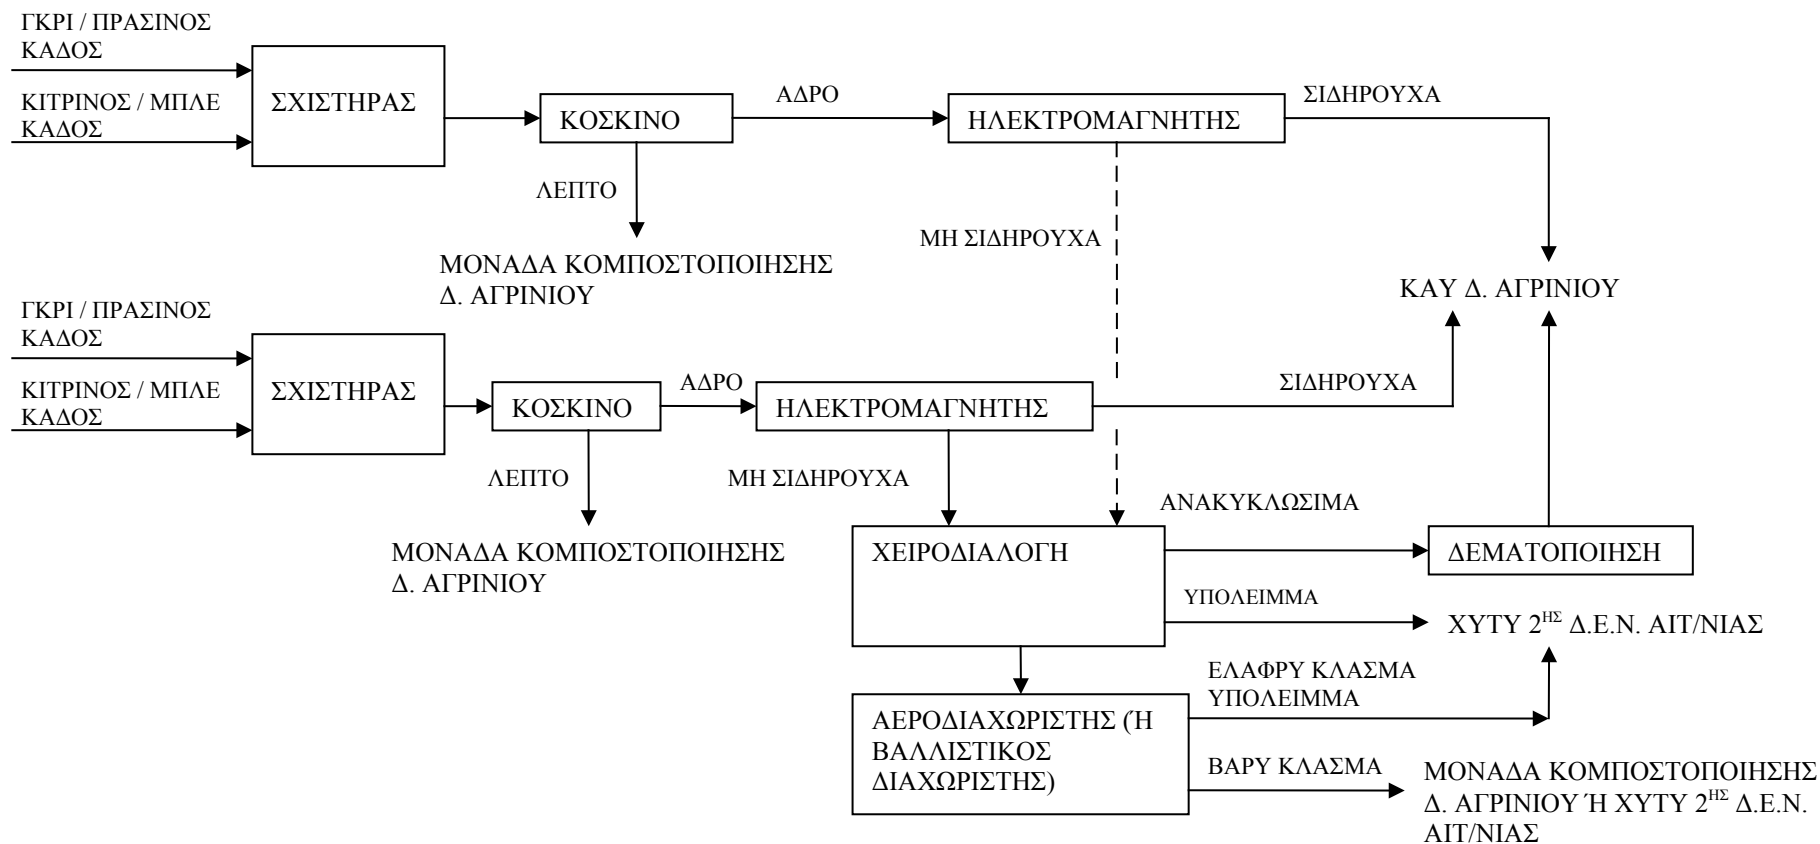 ΓΚΡΙ / ΠΡΑΣΙΝΟΣ
ΚΑΔΟΣ
ΚΙΤΡΙΝΟΣ / ΜΠΛΕ
ΚΑΔΟΣ
ΣΧΙΣΤΗΡΑΣ
ΚΟΣΚΙΝΟ
ΑΔΡΟ
ΗΛΕΚΤΡΟΜΑΓΝΗΤΗΣ
ΣΙΔΗΡΟΥΧΑ
ΛΕΠΤΟ
ΜΗ ΣΙΔΗΡΟΥΧΑ
ΜΟΝΑΔΑ ΚΟΜΠΟΣΤΟΠΟΙΗΣΗΣ
Δ. ΑΓΡΙΝΙΟΥ
ΚΑΥ Δ. ΑΓΡΙΝΙΟΥ
ΓΚΡΙ / ΠΡΑΣΙΝΟΣ
ΚΑΔΟΣ
ΚΙΤΡΙΝΟΣ / ΜΠΛΕ
ΚΑΔΟΣ
ΣΧΙΣΤΗΡΑΣ
ΚΟΣΚΙΝΟ
ΑΔΡΟ
ΗΛΕΚΤΡΟΜΑΓΝΗΤΗΣ
ΣΙΔΗΡΟΥΧΑ
ΛΕΠΤΟ
ΜΗ ΣΙΔΗΡΟΥΧΑ
ΜΟΝΑΔΑ ΚΟΜΠΟΣΤΟΠΟΙΗΣΗΣ
Δ. ΑΓΡΙΝΙΟΥ
ΧΕΙΡΟΔΙΑΛΟΓΗ
ΑΝΑΚΥΚΛΩΣΙΜΑ
ΔΕΜΑΤΟΠΟΙΗΣΗ
ΥΠΟΛΕΙΜΜΑ
ΧΥΤΥ 2ΗΣ Δ.Ε.Ν. ΑΙΤ/ΝΙΑΣ
ΑΕΡΟΔΙΑΧΩΡΙΣΤΗΣ (Ή
ΒΑΛΛΙΣΤΙΚΟΣ
ΔΙΑΧΩΡΙΣΤΗΣ)
ΕΛΑΦΡΥ ΚΛΑΣΜΑ
ΥΠΟΛΕΙΜΜΑ
ΒΑΡΥ ΚΛΑΣΜΑ
ΜΟΝΑΔΑ ΚΟΜΠΟΣΤΟΠΟΙΗΣΗΣ
Δ. ΑΓΡΙΝΙΟΥ Ή ΧΥΤΥ 2ΗΣ Δ.Ε.Ν.
ΑΙΤ/ΝΙΑΣ